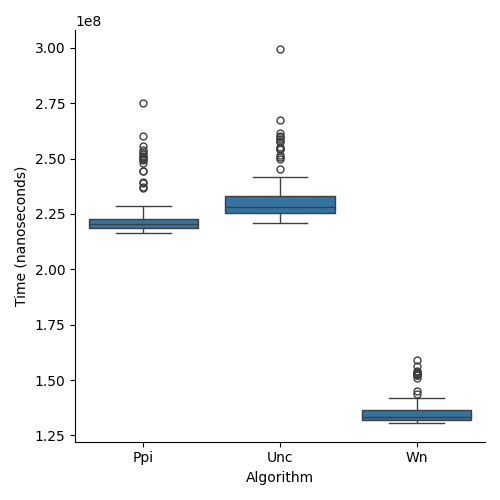 1e8
3.00
2.75
2.50
2.25
2.00
1.75
1.50
1.25
Time (nanoseconds)
Ppi
Unc
Wn
Algorithm